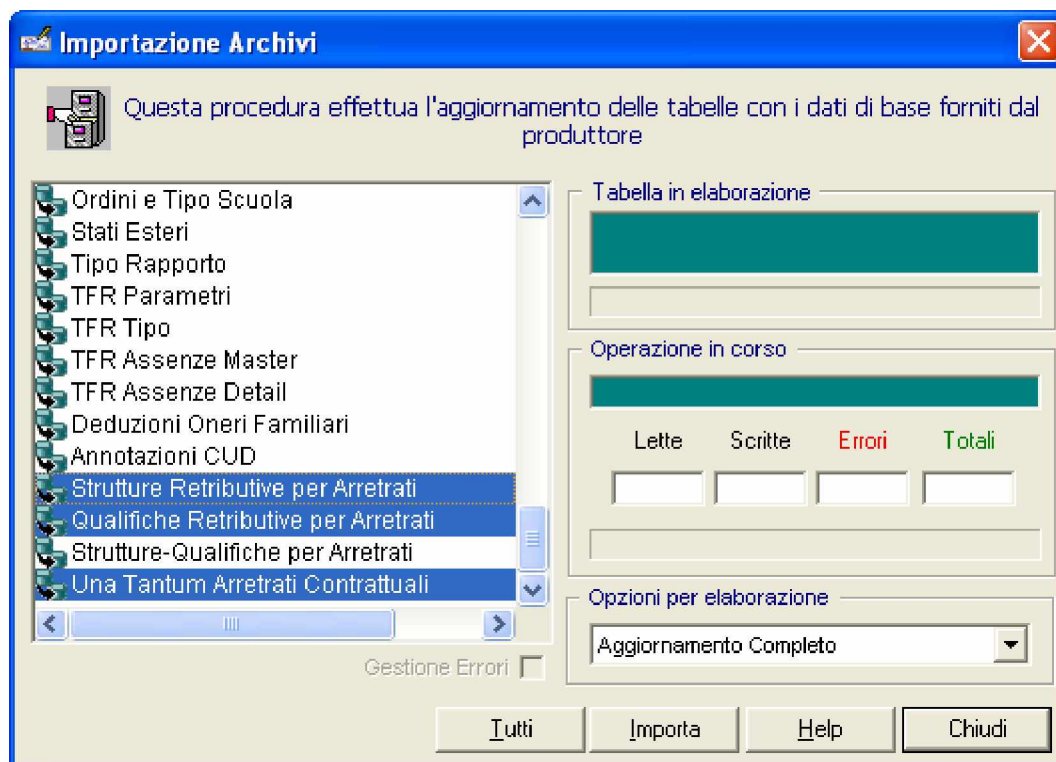 Importazione Archivi
Questa procedura effettua l'aggiornamento delle tabelle con i dati di base forniti dal
produttore
Ordini e Tipo Scuola
Stati Esteri
Tipo Rapporto
TFR Parametri
TFR Tipo
TFR Assenze Master
TFR Assenze Detail
Deduzioni Oneri Familiari
Annotazioni CUD
Strutture Retributive per Arretrati
Qualifiche Retributive per Arretrati
Strutture-Qualifiche per Arretrati
Una Tantum Arretrati Contrattuali
Gestione Errori
Tabella in elaborazione
Operazione in corso
Lette Scritte Errori Totali
Opzioni per elaborazione
Aggiornamento Completo
Tutti Importa Help Chiudi